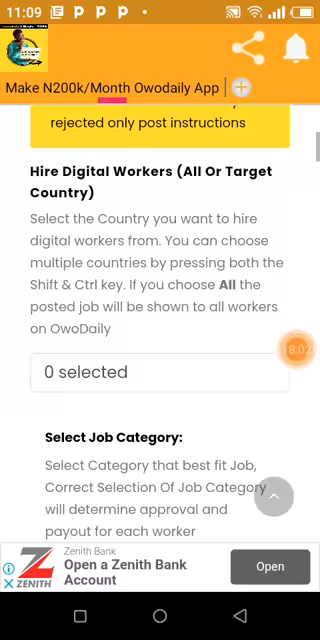 11:09
Make N200k/Month Owodaily App
rejected only post instructions
Hire Digital Workers (All Or Target
Country)
Select the Country you want to hire
digital workers from. You can choose
multiple countries by pressing both the
Shift & Ctrl key. If you choose All the
posted job will be shown to all workers
on OwoDaily
18:02
0 selected
Select Job Category:
Select Category that best fit Job,
Correct Selection Of Job Category
will determine approval and
payout for each worker
Zenith Bank
Open a Zenith Bank
Account
Open
ZENITH